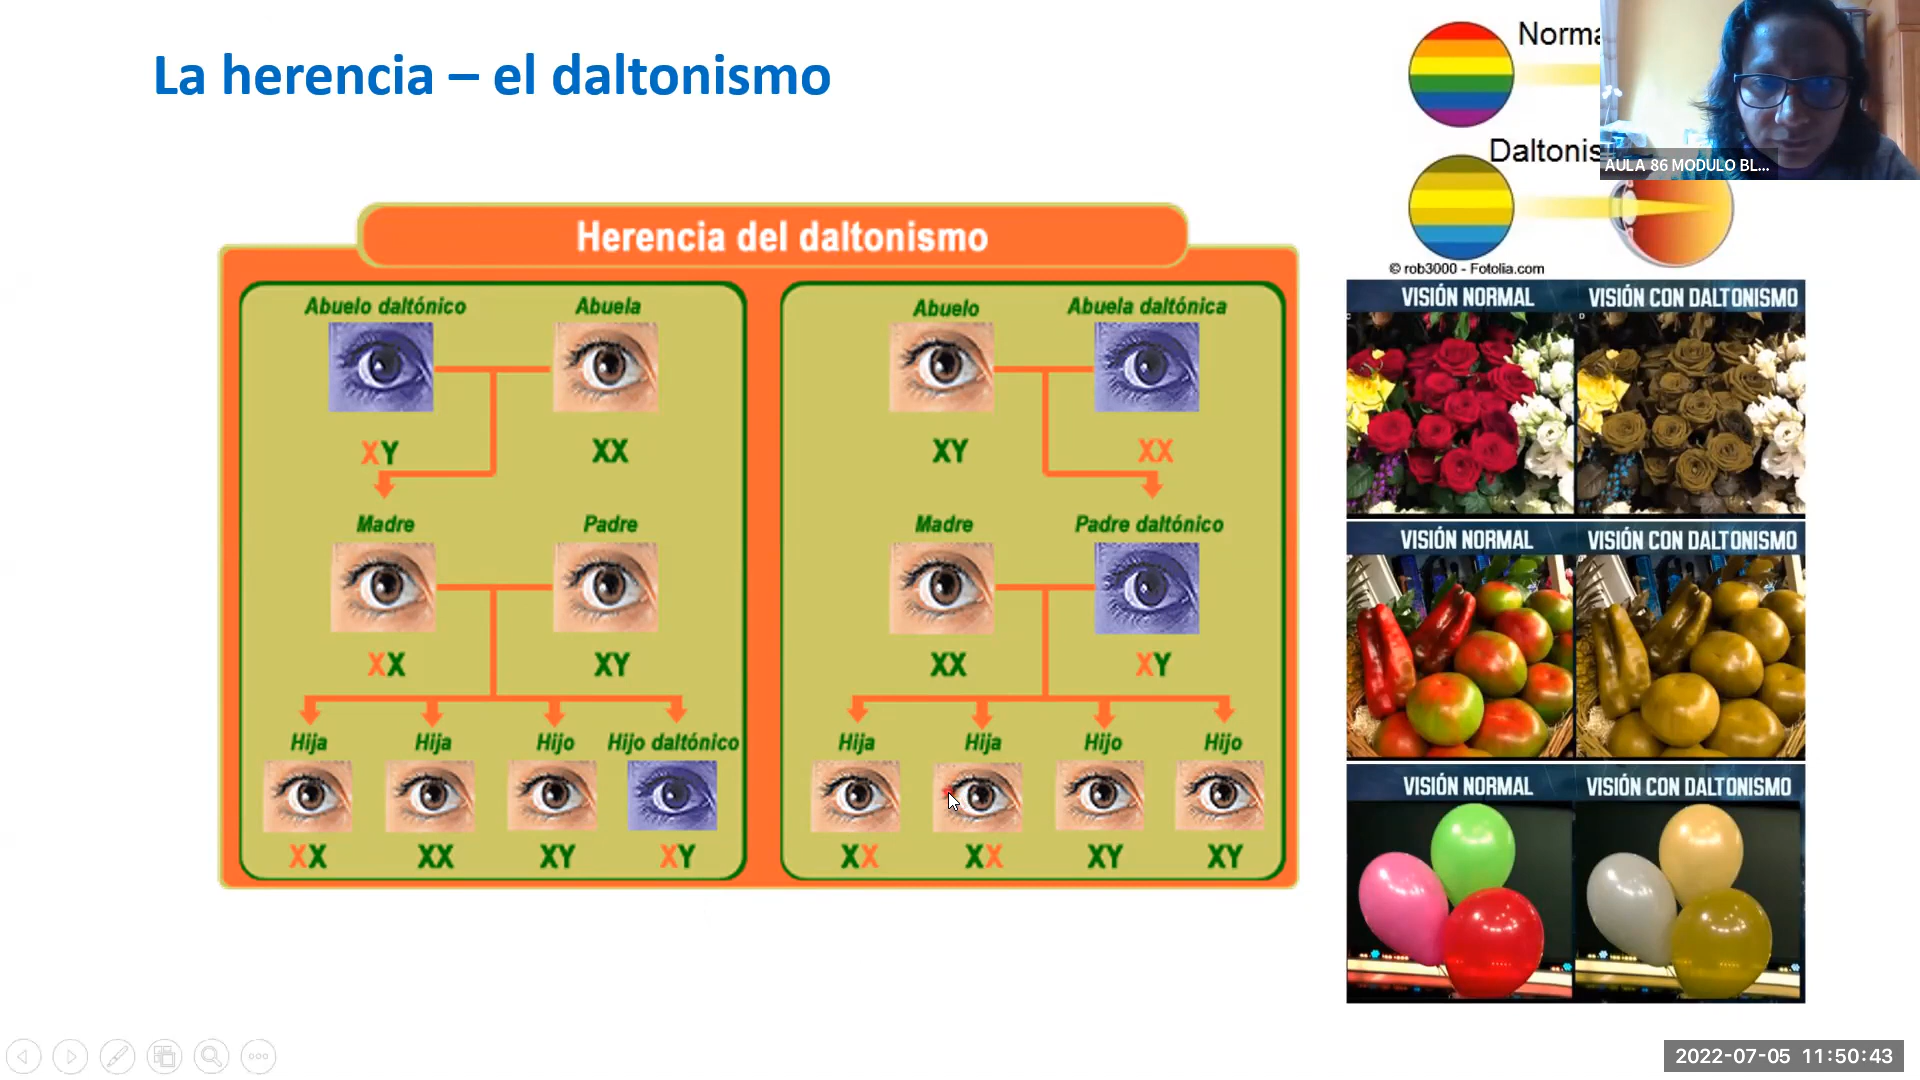 La herencia – el daltonismo
Norma
Daltonis
AULA 86 MODULO BL...
© rob3000 - Fotolia.com
Herencia del daltonismo
Abuelo daltónico
Abuela
XY
XX
Madre
Padre
XX
XY
Hija
Hija
Hijo
Hijo daltónico
XX
XX
XY
XY
Abuelo
Abuela daltónica
XY
XX
Madre
Padre daltónico
XX
XY
Hija
Hija
Hijo
Hijo
XX
XX
XY
XY
VISIÓN NORMAL
VISIÓN CON DALTONISMO
VISIÓN NORMAL
VISIÓN CON DALTONISMO
VISIÓN NORMAL
VISIÓN CON DALTONISMO
2022-07-05 11:50:43